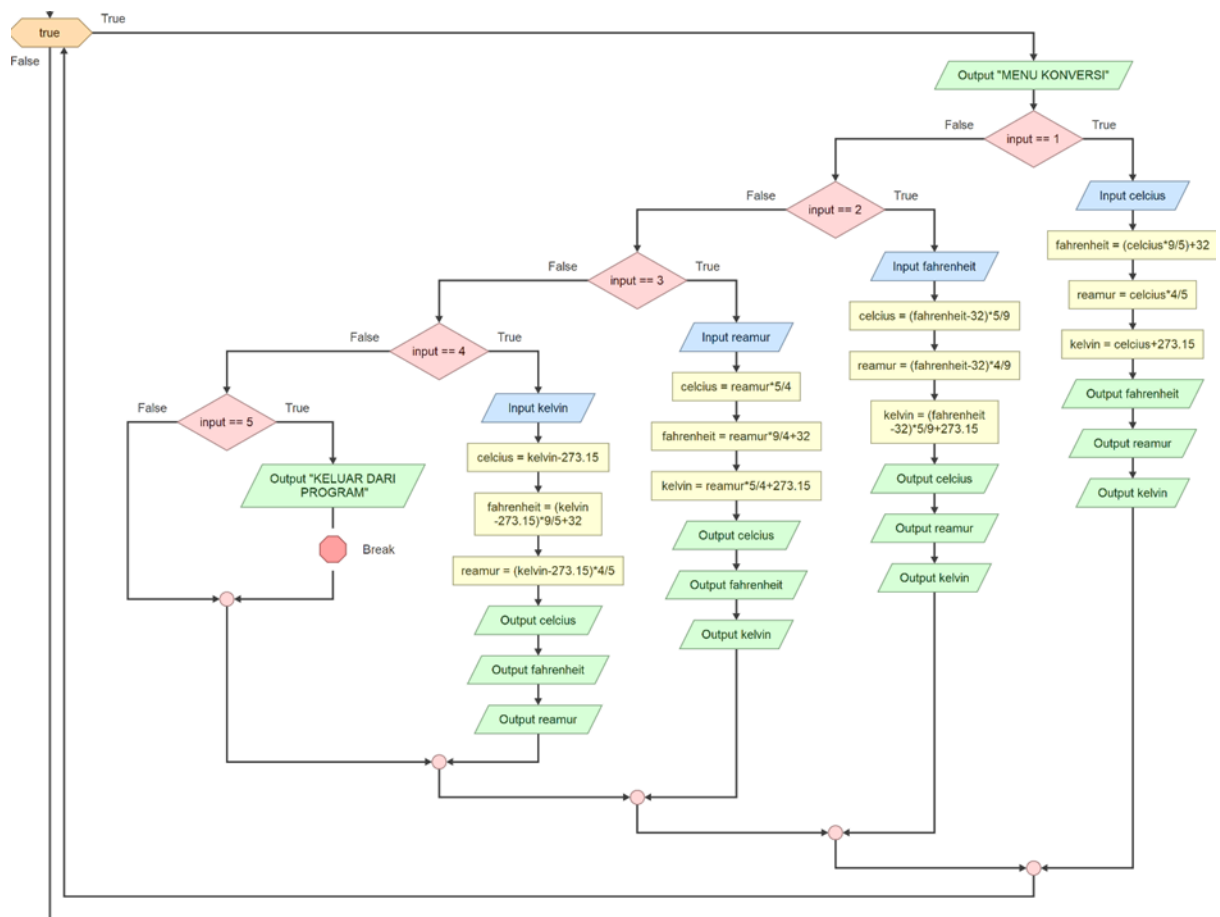 True
true
False
Output "MENU KONVERSI"
False
True
input == 1
False
True
input == 2
Input celcius
fahrenheit = (celcius*9/5)+32
reamur = celcius*4/5
kelvin = celcius+273.15
Output fahrenheit
Output reamur
Output kelvin
False
True
input == 3
Input fahrenheit
celcius = (fahrenheit-32)*5/9
reamur = (fahrenheit-32)*4/9
kelvin = (fahrenheit
-32)*5/9+273.15
Output celcius
Output reamur
Output kelvin
False
True
input == 4
Input reamur
celcius = reamur*5/4
fahrenheit = reamur*9/4+32
kelvin = reamur*5/4+273.15
Output celcius
Output fahrenheit
Output kelvin
False
True
input == 5
Input kelvin
celcius = kelvin-273.15
fahrenheit = (kelvin
-273.15)*9/5+32
reamur = (kelvin-273.15)*4/5
Output celcius
Output fahrenheit
Output reamur
Output "KELUAR DARI
PROGRAM"
Break